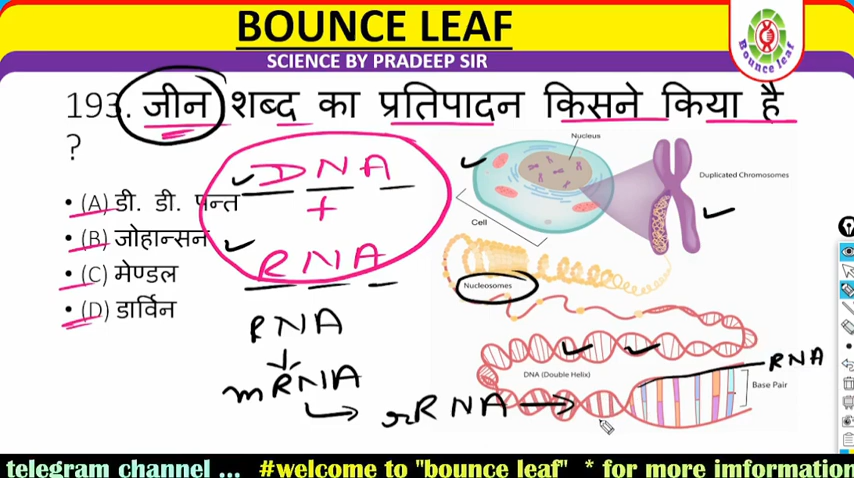 BOUNCE LEAF
SCIENCE BY PRADEEP SIR
Bounce leaf
193. जीन शब्द का प्रतिपादन किसने किया है
?
• (A) डी. डी. पन्त
• (B) जोहान्सन
• (C) मेण्डल
• (D) डार्विन
DNA
+
RNA
RNA
+
mRNA
rRNA
Nucleus
Duplicated Chromosomes
Cell
Nucleosomes
DNA (Double Helix)
RNA
Base Pair
telegram channel ... #welcome to "bounce leaf" * for more imformation